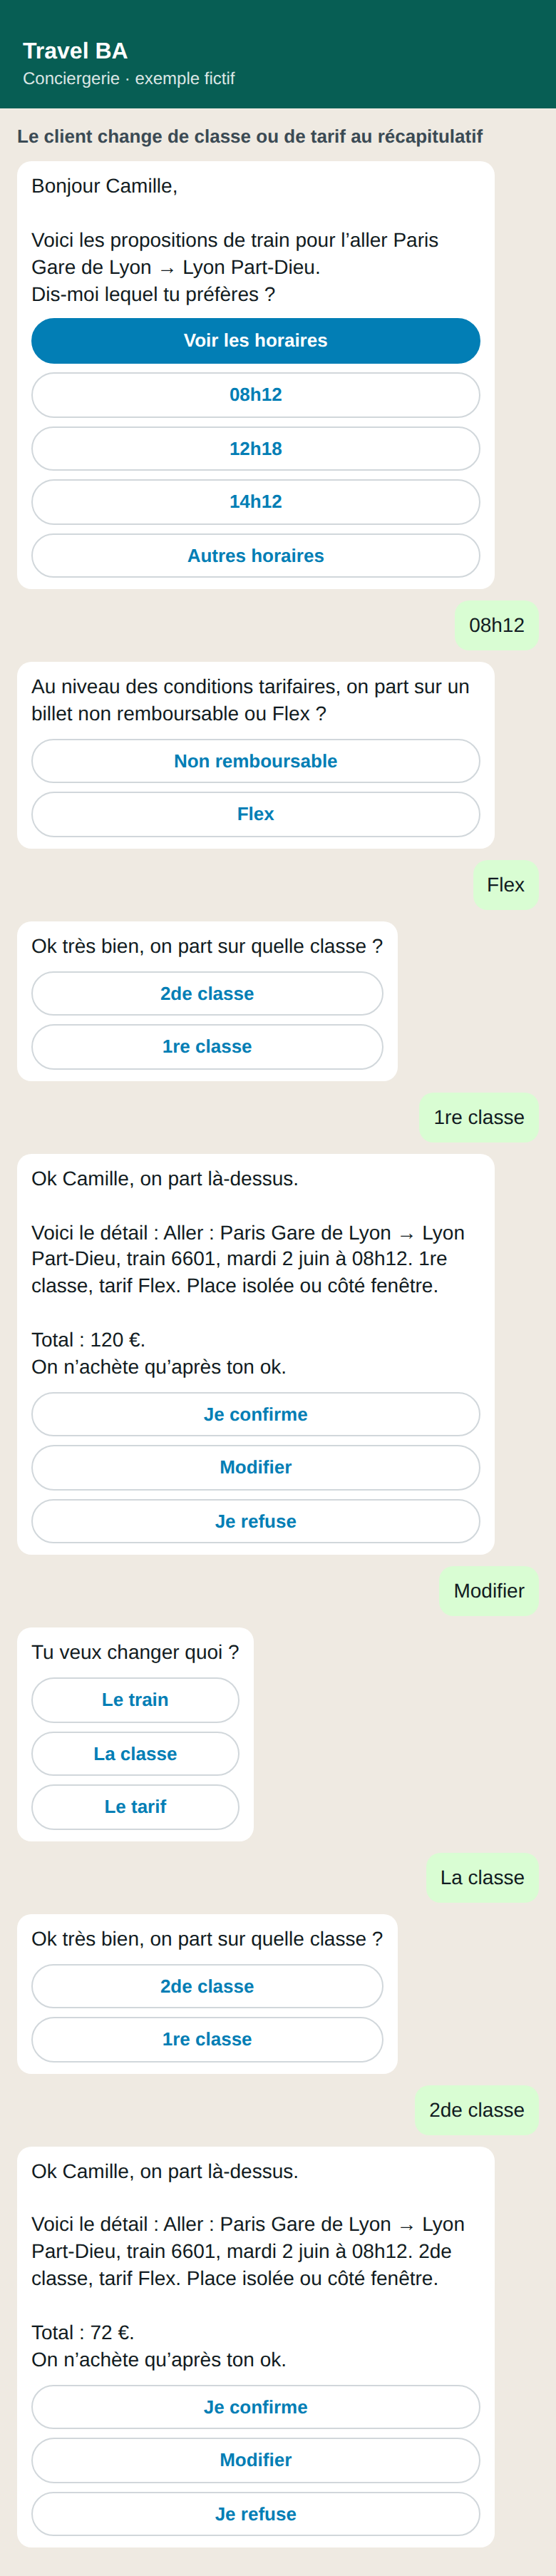 Travel BA
Conciergerie · exemple fictif
Le client change de classe ou de tarif au récapitulatif
Bonjour Camille,
Voici les propositions de train pour l’aller Paris
Gare de Lyon → Lyon Part-Dieu.
Dis-moi lequel tu préfères ?
Voir les horaires
08h12
12h18
14h12
Autres horaires
08h12
Au niveau des conditions tarifaires, on part sur un
billet non remboursable ou Flex ?
Non remboursable
Flex
Flex
Ok très bien, on part sur quelle classe ?
2de classe
1re classe
1re classe
Ok Camille, on part là-dessus.
Voici le détail : Aller : Paris Gare de Lyon → Lyon
Part-Dieu, train 6601, mardi 2 juin à 08h12. 1re
classe, tarif Flex. Place isolée ou côté fenêtre.
Total : 120 €.
On n’achète qu’après ton ok.
Je confirme
Modifier
Je refuse
Modifier
Tu veux changer quoi ?
Le train
La classe
Le tarif
La classe
Ok très bien, on part sur quelle classe ?
2de classe
1re classe
2de classe
Ok Camille, on part là-dessus.
Voici le détail : Aller : Paris Gare de Lyon → Lyon
Part-Dieu, train 6601, mardi 2 juin à 08h12. 2de
classe, tarif Flex. Place isolée ou côté fenêtre.
Total : 72 €.
On n’achète qu’après ton ok.
Je confirme
Modifier
Je refuse